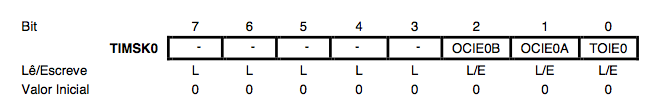 Bit 7 6 5 4 3 2 1 0
TIMSK0 - - - - - OCIE0B OCIE0A TOIE0
Lê/Escreve L L L L L L/E L/E L/E
Valor Inicial 0 0 0 0 0 0 0 0